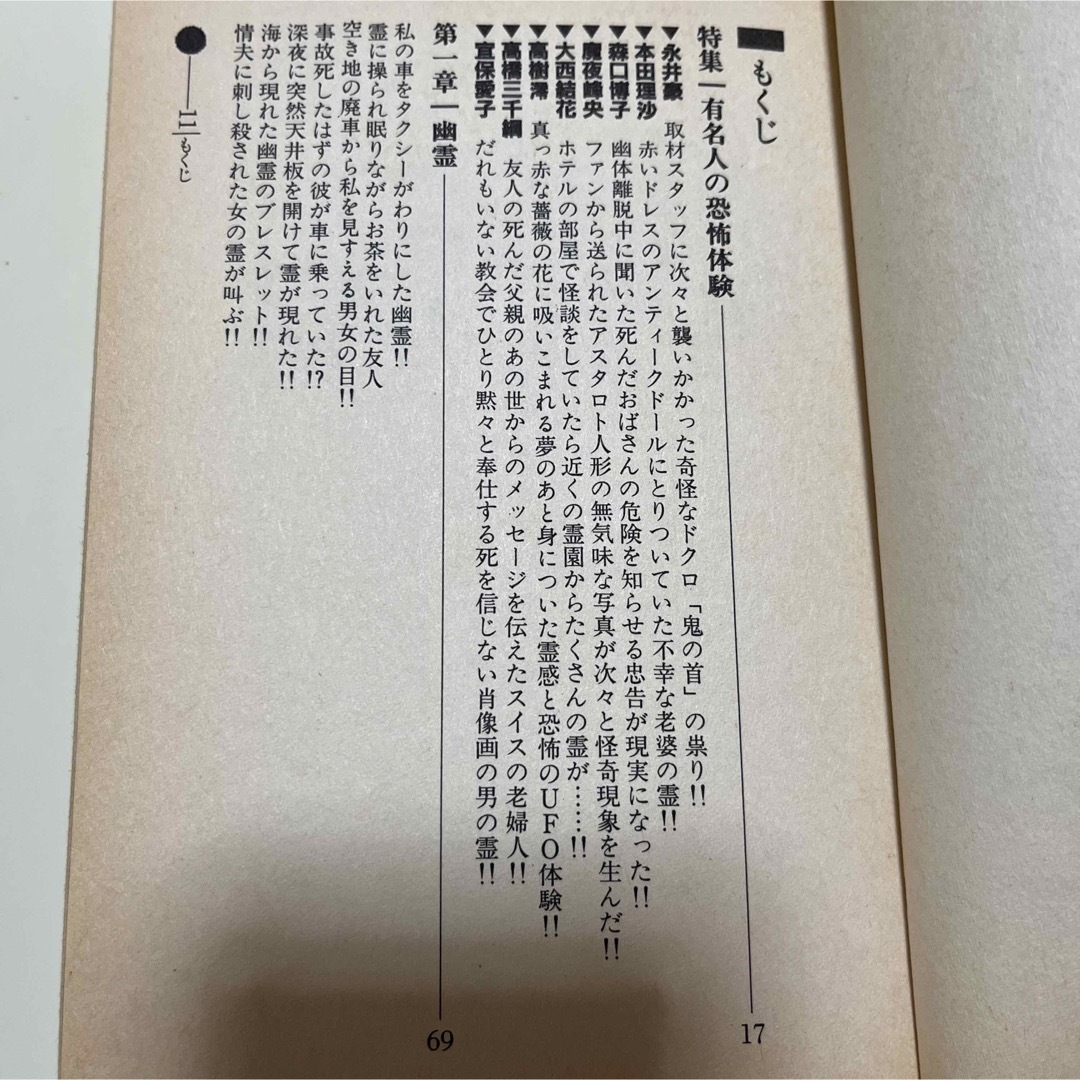 もくじ
特集―有名人の恐怖体験 17
▼永井豪 取材スタッフに次々と襲いかかった奇怪なドクロ「鬼の首」の祟り!!
▼本田理沙 赤いドレスのアンティークドールにとりついていた不幸な老婆の霊!!
▼森口博子 幽体離脱中に聞いた死んだおばさんの危険を知らせる忠告が現実になった!!
▼魔夜峰央 ファンから送られたアスタロト人形の無気味な写真が次々と怪奇現象を生んだ!!
▼大西結花 ホテルの部屋で怪談をしていたら近くの霊園からたくさんの霊が……!!
▼高樹澪 真っ赤な薔薇の花に吸いこまれる夢のあと身についた霊感と恐怖のUFO体験!!
▼高橋三千綱 友人の死んだ父親のあの世からのメッセージを伝えたスイスの老婦人!!
▼宜保愛子 だれもいない教会でひとり黙々と奉仕する死を信じない肖像画の男の霊!!
第一章―幽霊 69
私の車をタクシーがわりにした幽霊!!
霊に操られ眠りながらお茶をいれた友人
空き地の廃車から私を見すえる男女の目!!
事故死したはずの彼が車に乗っていた!?
深夜に突然天井板を開けて霊が現れた!!
海から現れた幽霊のブレスレット!!
情夫に刺し殺された女の霊が叫ぶ!!
もくじ